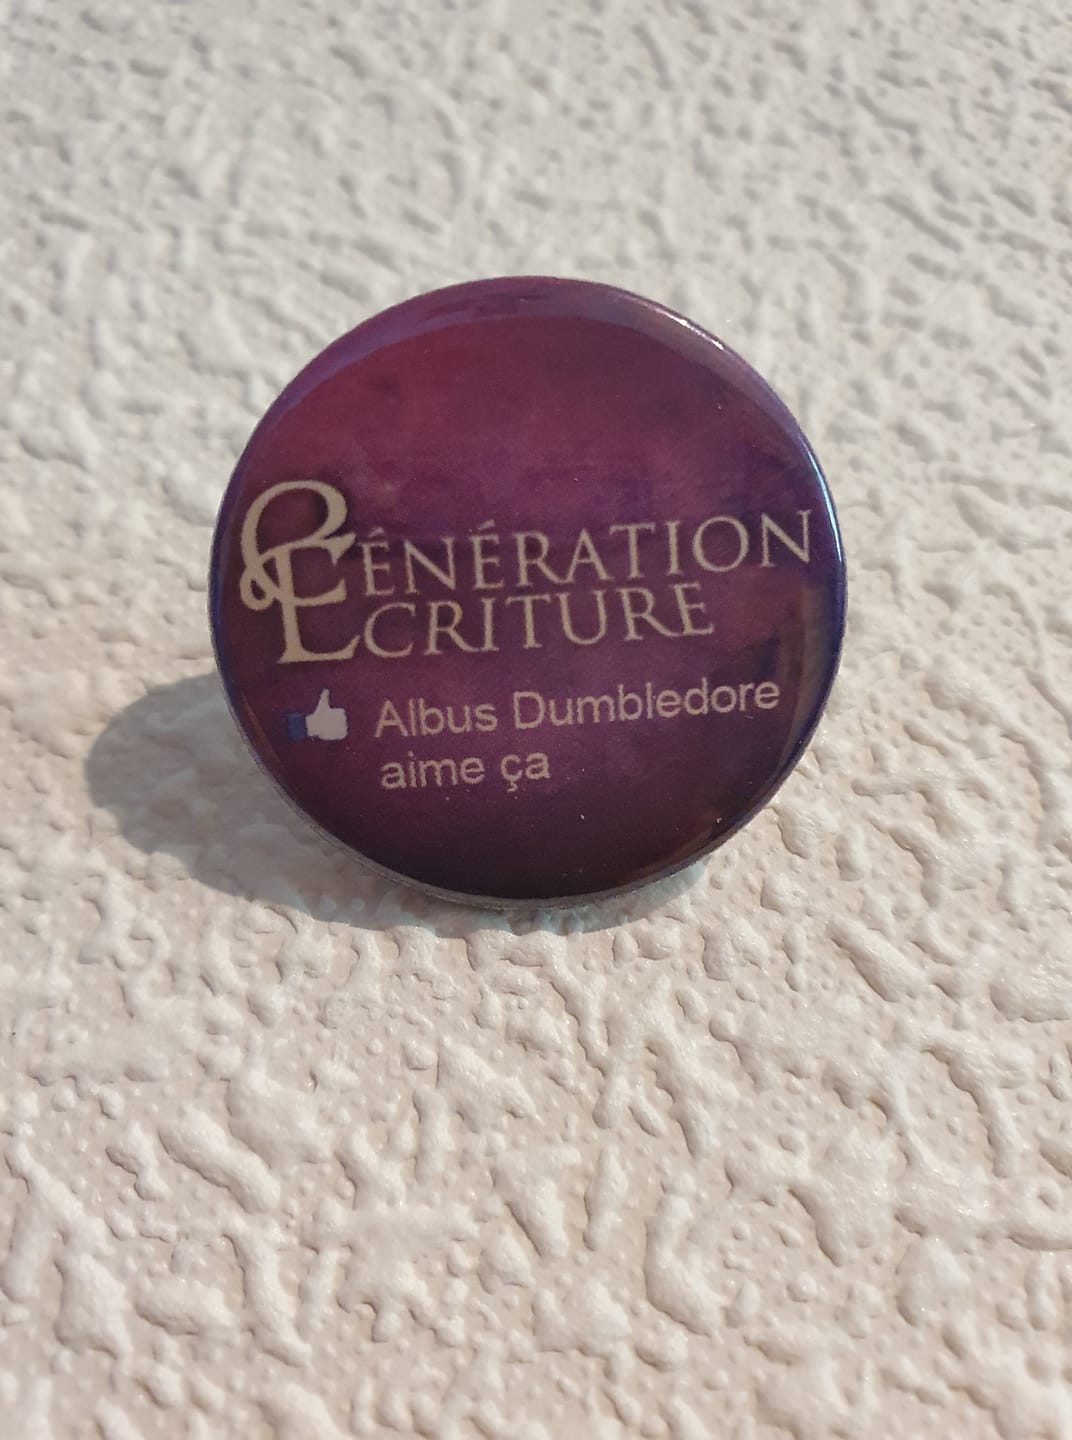 GÉNÉRATION
ECRITURE
Albus Dumbledore
aime ça